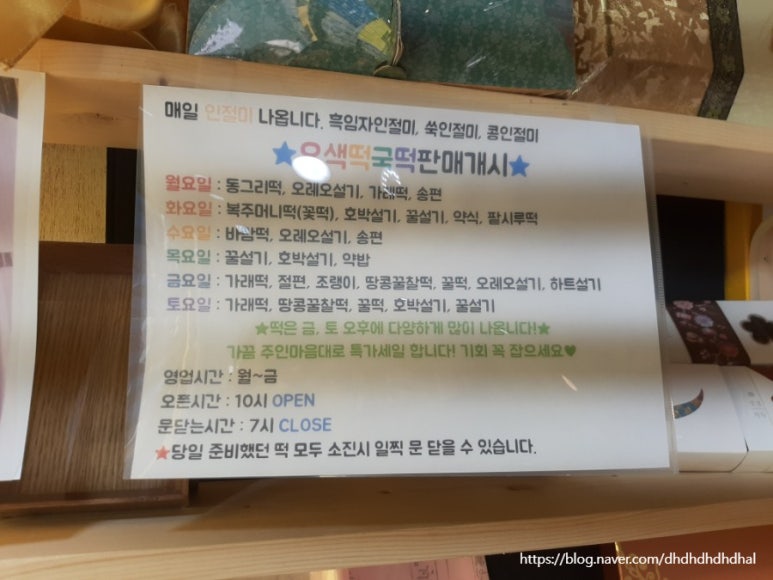 매일 인절미 나옵니다. 흑임자인절미, 쑥인절미, 콩인절미
★오색떡국떡판매개시★
월요일 : 동그리떡, 오레오설기, 가래떡, 송편
화요일 : 복주머니떡(꽃떡), 호박설기, 꿀설기, 약식, 팥시루떡
수요일 : 바람떡, 오레오설기, 송편
목요일 : 꿀설기, 호박설기, 약밥
금요일 : 가래떡, 절편, 조랭이, 땅콩꿀찰떡, 꿀떡, 오레오설기, 하트설기
토요일 : 가래떡, 땅콩꿀찰떡, 꿀떡, 호박설기, 꿀설기
★떡은 금, 토 오후에 다양하게 많이 나옵니다!★
가끔 주인마음대로 특가세일 합니다! 기회 꼭 잡으세요♥
영업시간 : 월~금
오픈시간 : 10시 OPEN
문닫는시간 : 7시 CLOSE
★당일 준비했던 떡 모두 소진시 일찍 문 닫을 수 있습니다.
https://blog.naver.com/dhdhdhdhdhal